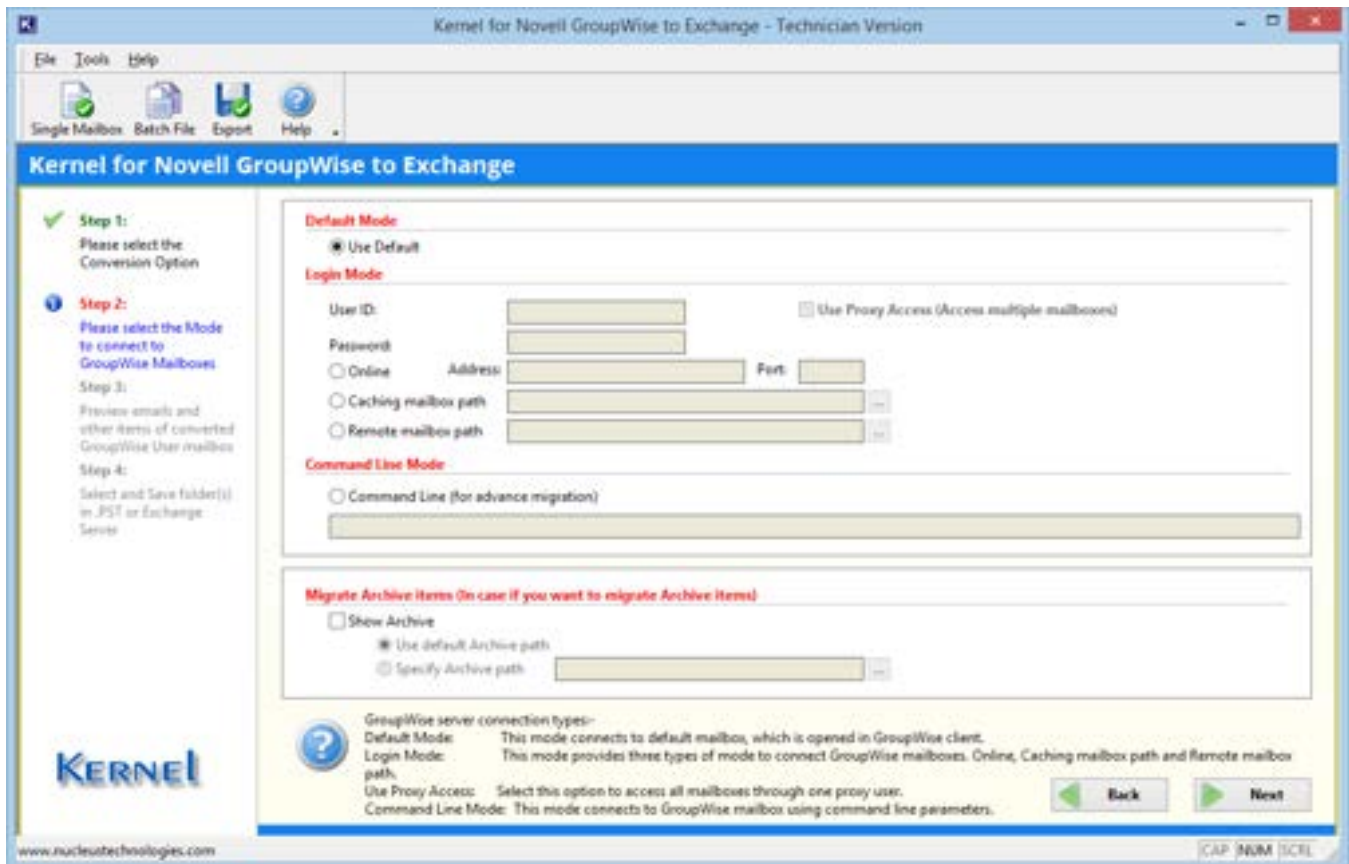 Kernel for Novell GroupWise to Exchange - Technician Version
File Tools Help
Single Mailbox Batch File Export Help
Kernel for Novell GroupWise to Exchange
Step 1:
Please select the
Conversion Option
Step 2:
Please select the Mode
to connect to
GroupWise Mailboxes
Step 3:
Preview emails and
other items of converted
GroupWise User mailbox
Step 4:
Select and Save folder(s)
in .PST or Exchange
Server
KERNEl
Default Mode
Use Default
Login Mode
User ID:
Use Proxy Access (Access multiple mailboxes)
Password:
Online Address: Port:
Caching mailbox path ...
Remote mailbox path ...
Command Line Mode
Command Line (for advance migration)
Migrate Archive items (In case if you want to migrate Archive items)
Show Archive
Use default Archive path
Specify Archive path ...
GroupWise server connection types:-
Default Mode: This mode connects to default mailbox, which is opened in GroupWise client.
Login Mode: This mode provides three types of mode to connect GroupWise mailboxes. Online, Caching mailbox path and Remote mailbox
path.
Use Proxy Access: Select this option to access all mailboxes through one proxy user.
Command Line Mode: This mode connects to GroupWise mailbox using command line parameters.
Back Next
www.nucleustechnologies.com
CAP NUM SCRL